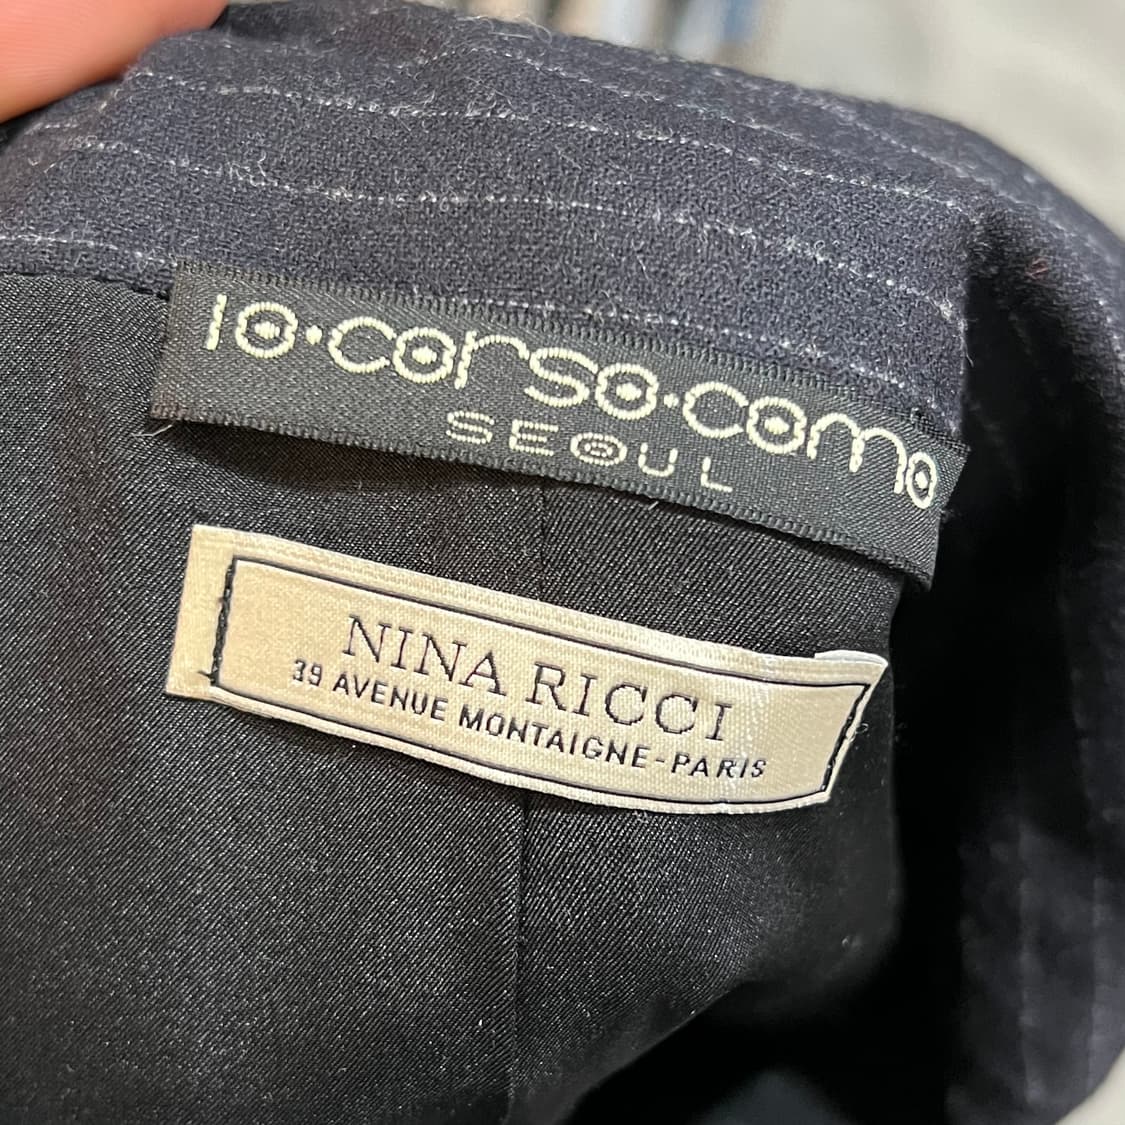 10·corso·como
SEOUL
NINA RICCI
39 AVENUE MONTAIGNE-PARIS